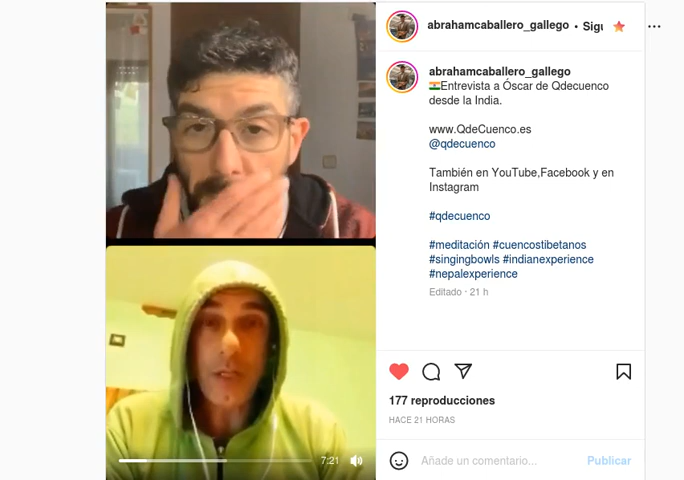 abrahamcaballero_gallego • Sigu
abrahamcaballero_gallego
Entrevista a Óscar de Qdecuenco
desde la India.
www.QdeCuenco.es
@qdecuenco
También en YouTube,Facebook y en
Instagram
#qdecuenco
#meditación #cuencostibetanos
#singingbowls #indianexperience
#nepalexperience
Editado · 21 h
177 reproducciones
HACE 21 HORAS
7:21
Añade un comentario... Publicar